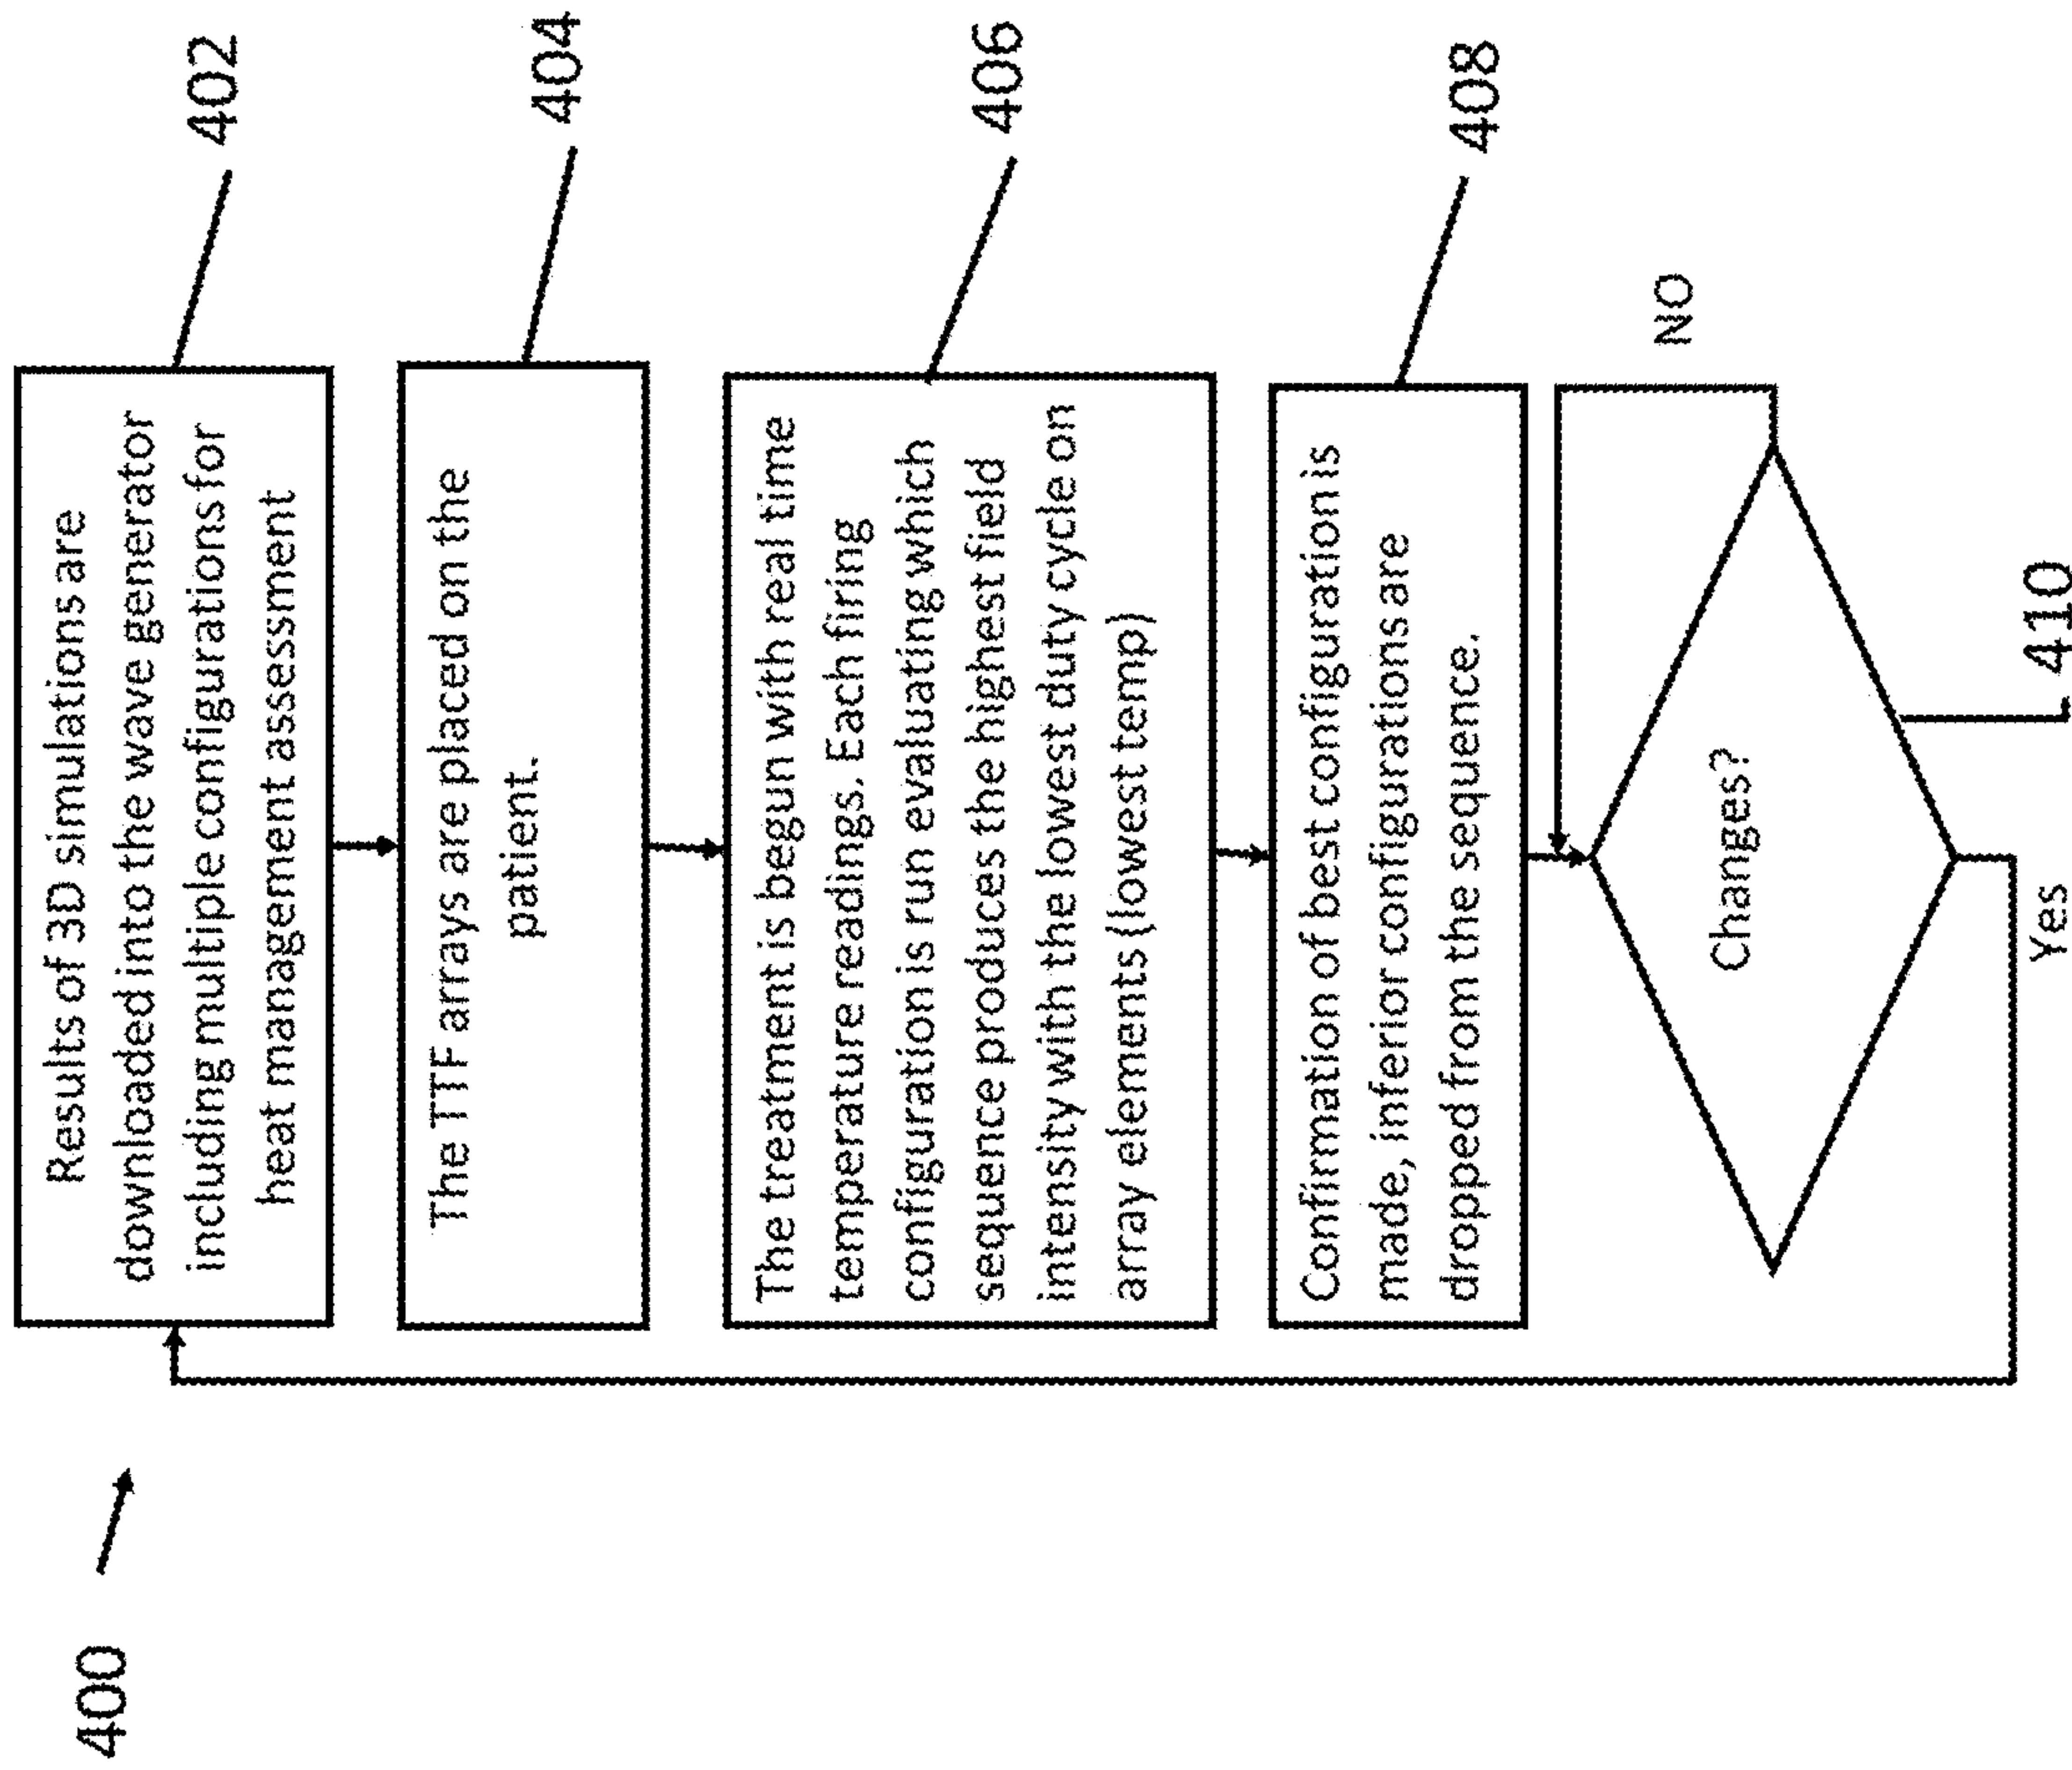 400
Results of 3D simulations are
downloaded into the wave generator
including multiple configurations for
heat management assessment
402
The TTF arrays are placed on the
patient.
404
The treatment is begun with real time
temperature readings. Each firing
configuration is run evaluating which
sequence produces the highest field
intensity with the lowest duty cycle on
array elements (lowest temp)
406
Confirmation of best configuration is
made, inferior configurations are
dropped from the sequence.
408
Changes?
NO
410
Yes